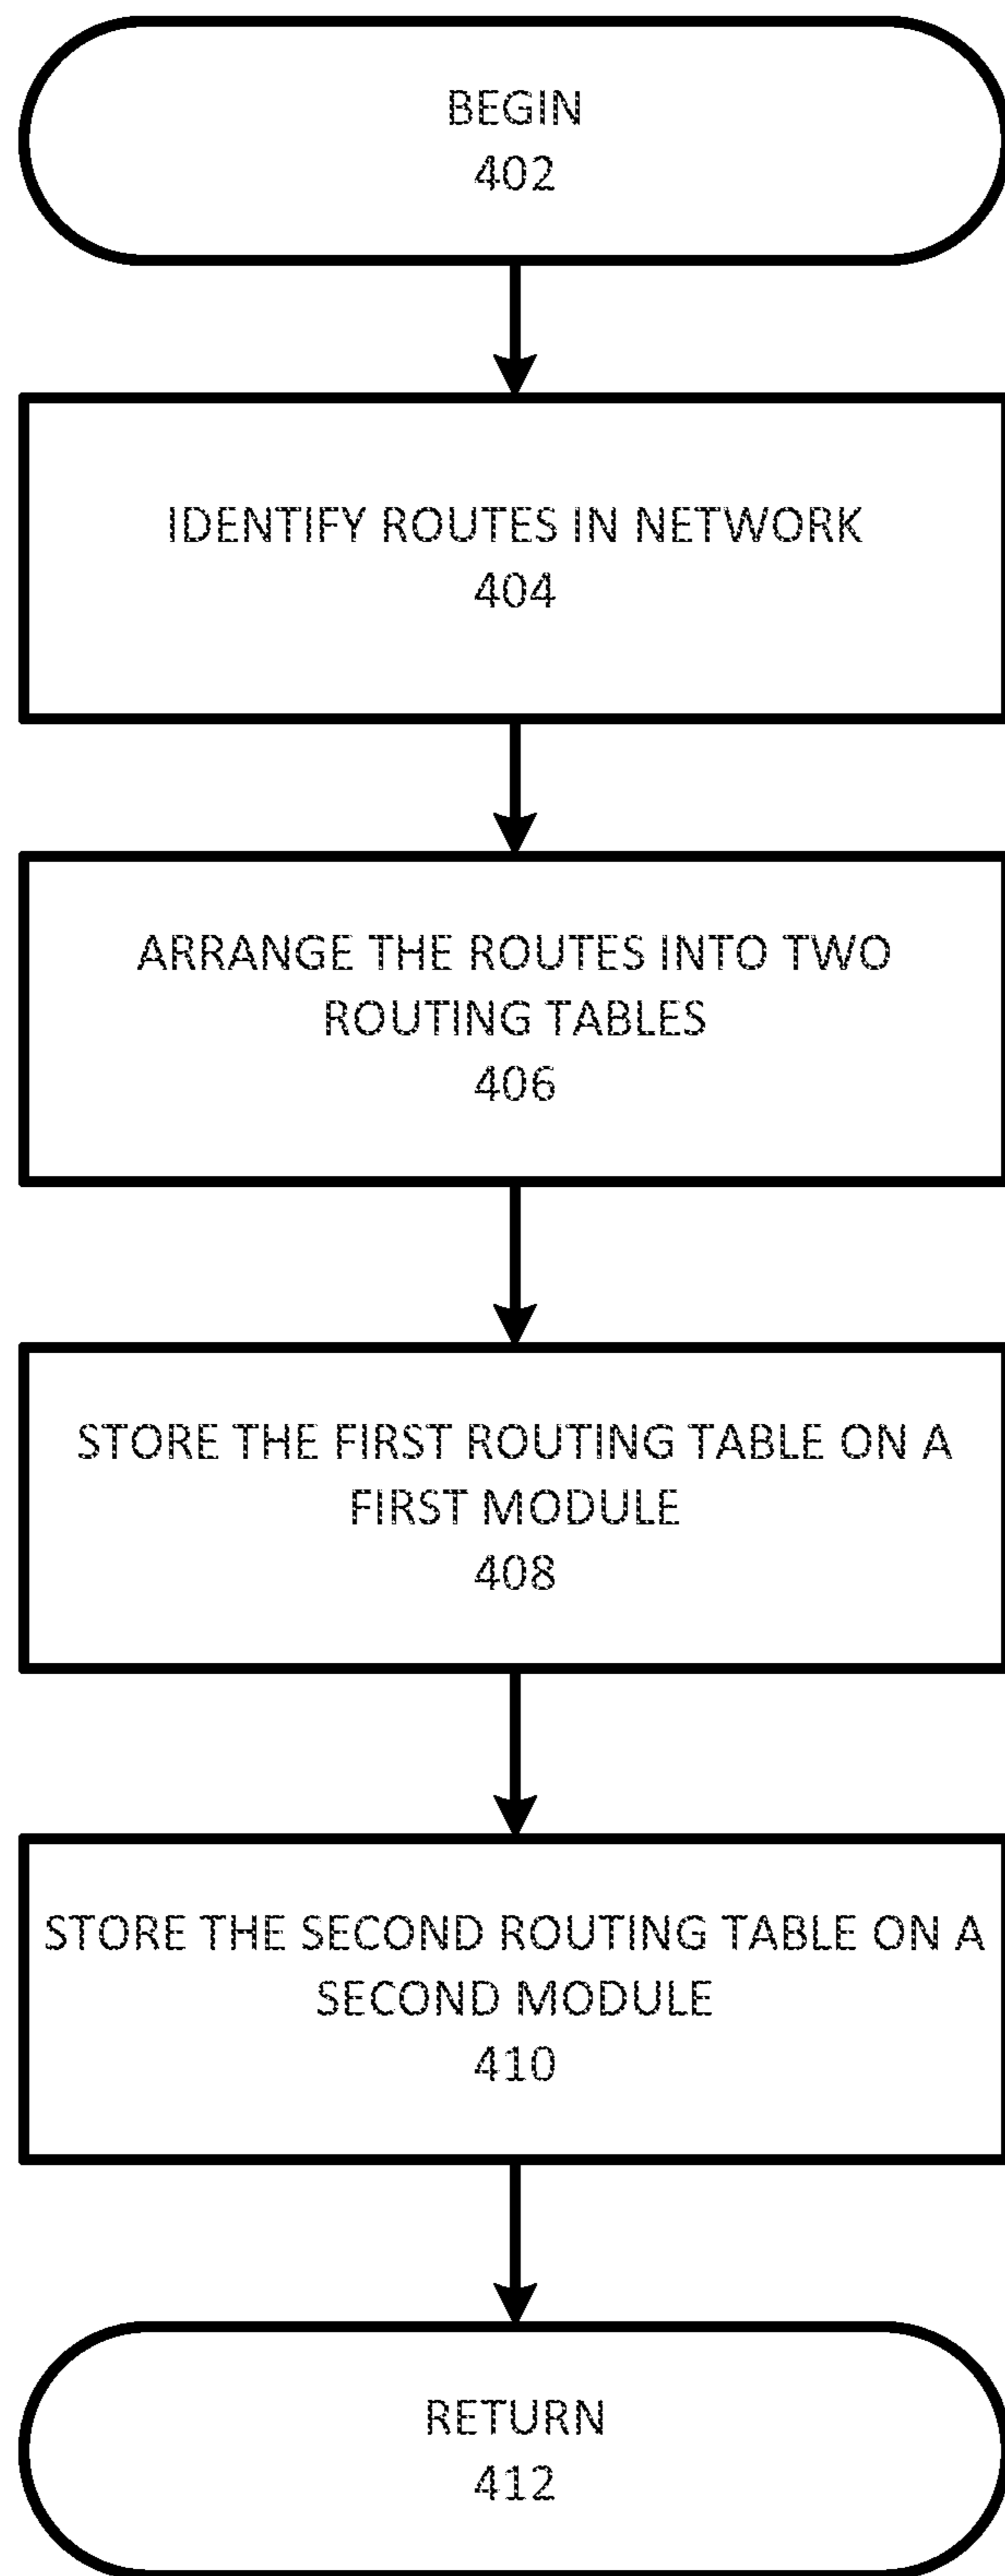 BEGIN
402
IDENTIFY ROUTES IN NETWORK
404
ARRANGE THE ROUTES INTO TWO
ROUTING TABLES
406
STORE THE FIRST ROUTING TABLE ON A
FIRST MODULE
408
STORE THE SECOND ROUTING TABLE ON A
SECOND MODULE
410
RETURN
412